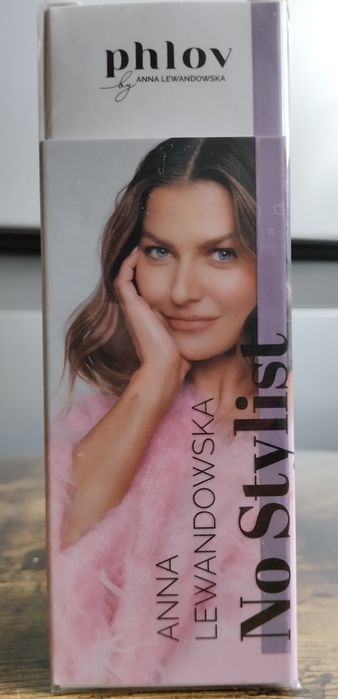 phlov
by ANNA LEWANDOWSKA
ANNA
LEWANDOWSKA
No Stylist